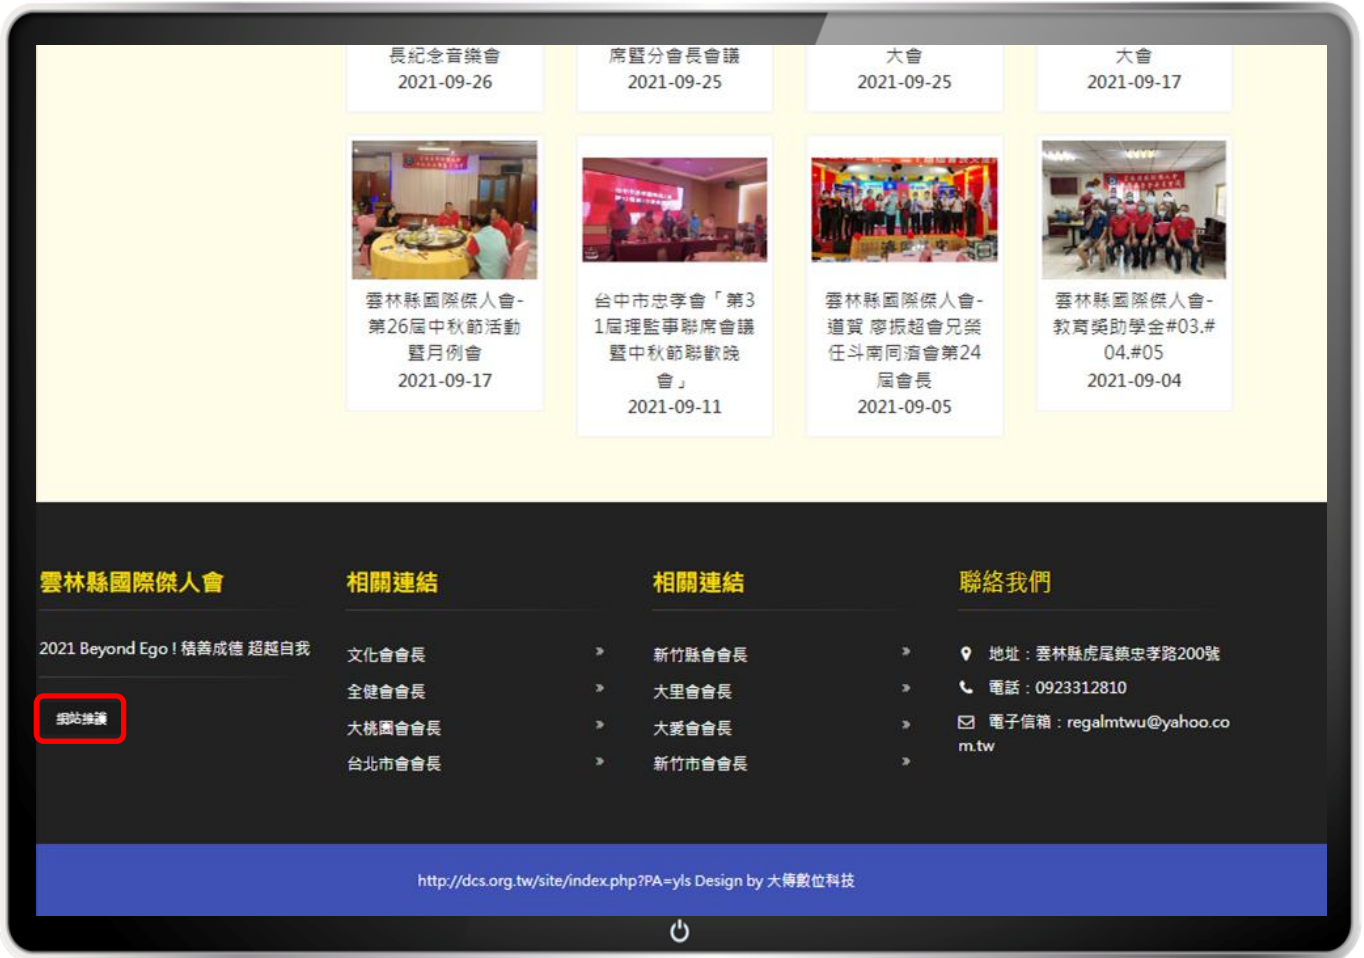 長紀念音樂會
2021-09-26
席暨分會長會議
2021-09-25
大會
2021-09-25
大會
2021-09-17
雲林縣國際傑人會-
第26屆中秋節活動
暨月例會
2021-09-17
台中市忠孝會「第3
1屆理監事聯席會議
暨中秋節聯歡晚
會」
2021-09-11
雲林縣國際傑人會-
道賀 廖振超會兄榮
任斗南同濟會第24
屆會長
2021-09-05
雲林縣國際傑人會-
教育獎助學金#03.#
04.#05
2021-09-04
雲林縣國際傑人會
2021 Beyond Ego ! 積善成德 超越自我
網站維護
相關連結
文化會會長 »
全健會會長 »
大桃園會會長 »
台北市會會長 »
相關連結
新竹縣會會長 »
大里會會長 »
大愛會會長 »
新竹市會會長 »
聯絡我們
地址：雲林縣虎尾鎮忠孝路200號
電話：0923312810
電子信箱：regalmtwu@yahoo.co
m.tw
http://dcs.org.tw/site/index.php?PA=yls Design by 大傳數位科技